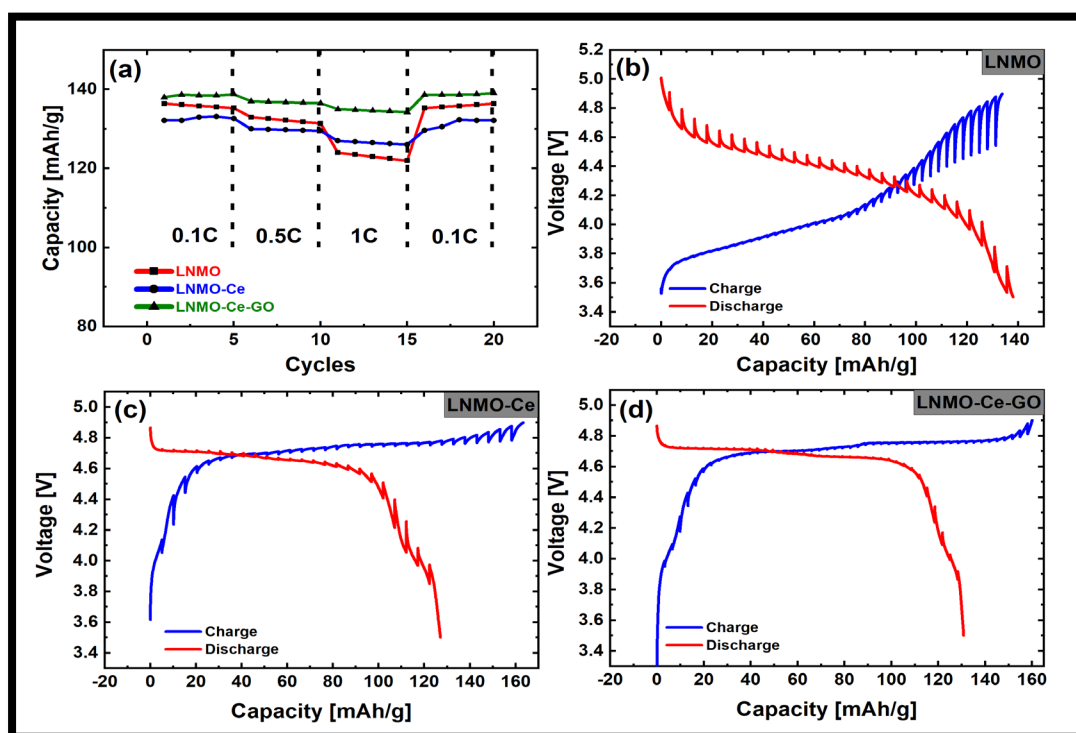 (a)
Capacity [mAh/g]
140
120
100
80
0.1C 0.5C 1C 0.1C
LNMO
LNMO-Ce
LNMO-Ce-GO
0 5 10 15 20
Cycles
(b)
LNMO
Voltage [V]
5.2
5.0
4.8
4.6
4.4
4.2
4.0
3.8
3.6
3.4
Charge
Discharge
-20 0 20 40 60 80 100 120 140
Capacity [mAh/g]
(c)
LNMO-Ce
Voltage [V]
5.0
4.8
4.6
4.4
4.2
4.0
3.8
3.6
3.4
Charge
Discharge
-20 0 20 40 60 80 100 120 140 160
Capacity [mAh/g]
(d)
LNMO-Ce-GO
Voltage [V]
5.0
4.8
4.6
4.4
4.2
4.0
3.8
3.6
3.4
Charge
Discharge
-20 0 20 40 60 80 100 120 140 160
Capacity [mAh/g]